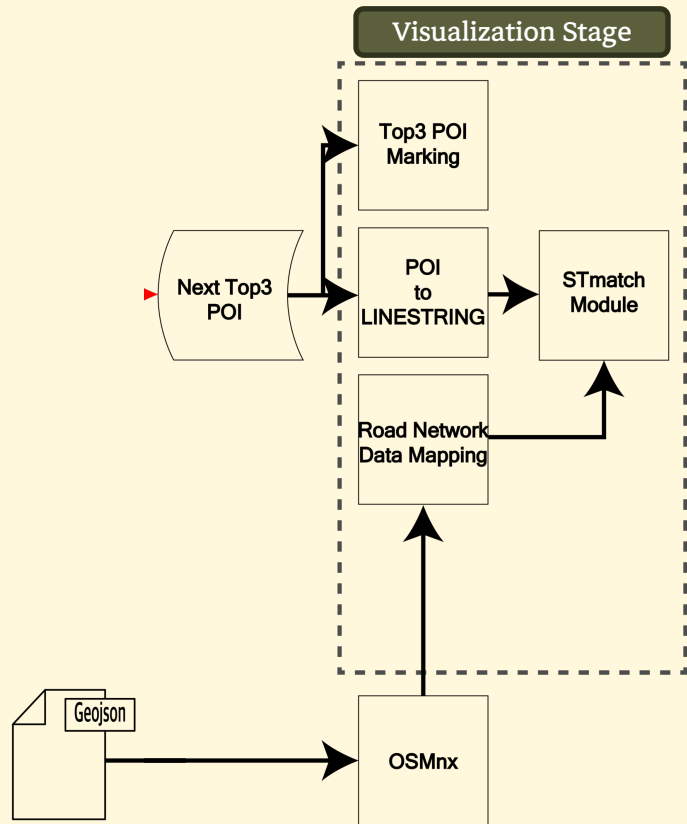 Visualization Stage
Top3 POI
Marking
Next Top3
POI
POI
to
LINESTRING
STmatch
Module
Road Network
Data Mapping
Geojson
OSMnx